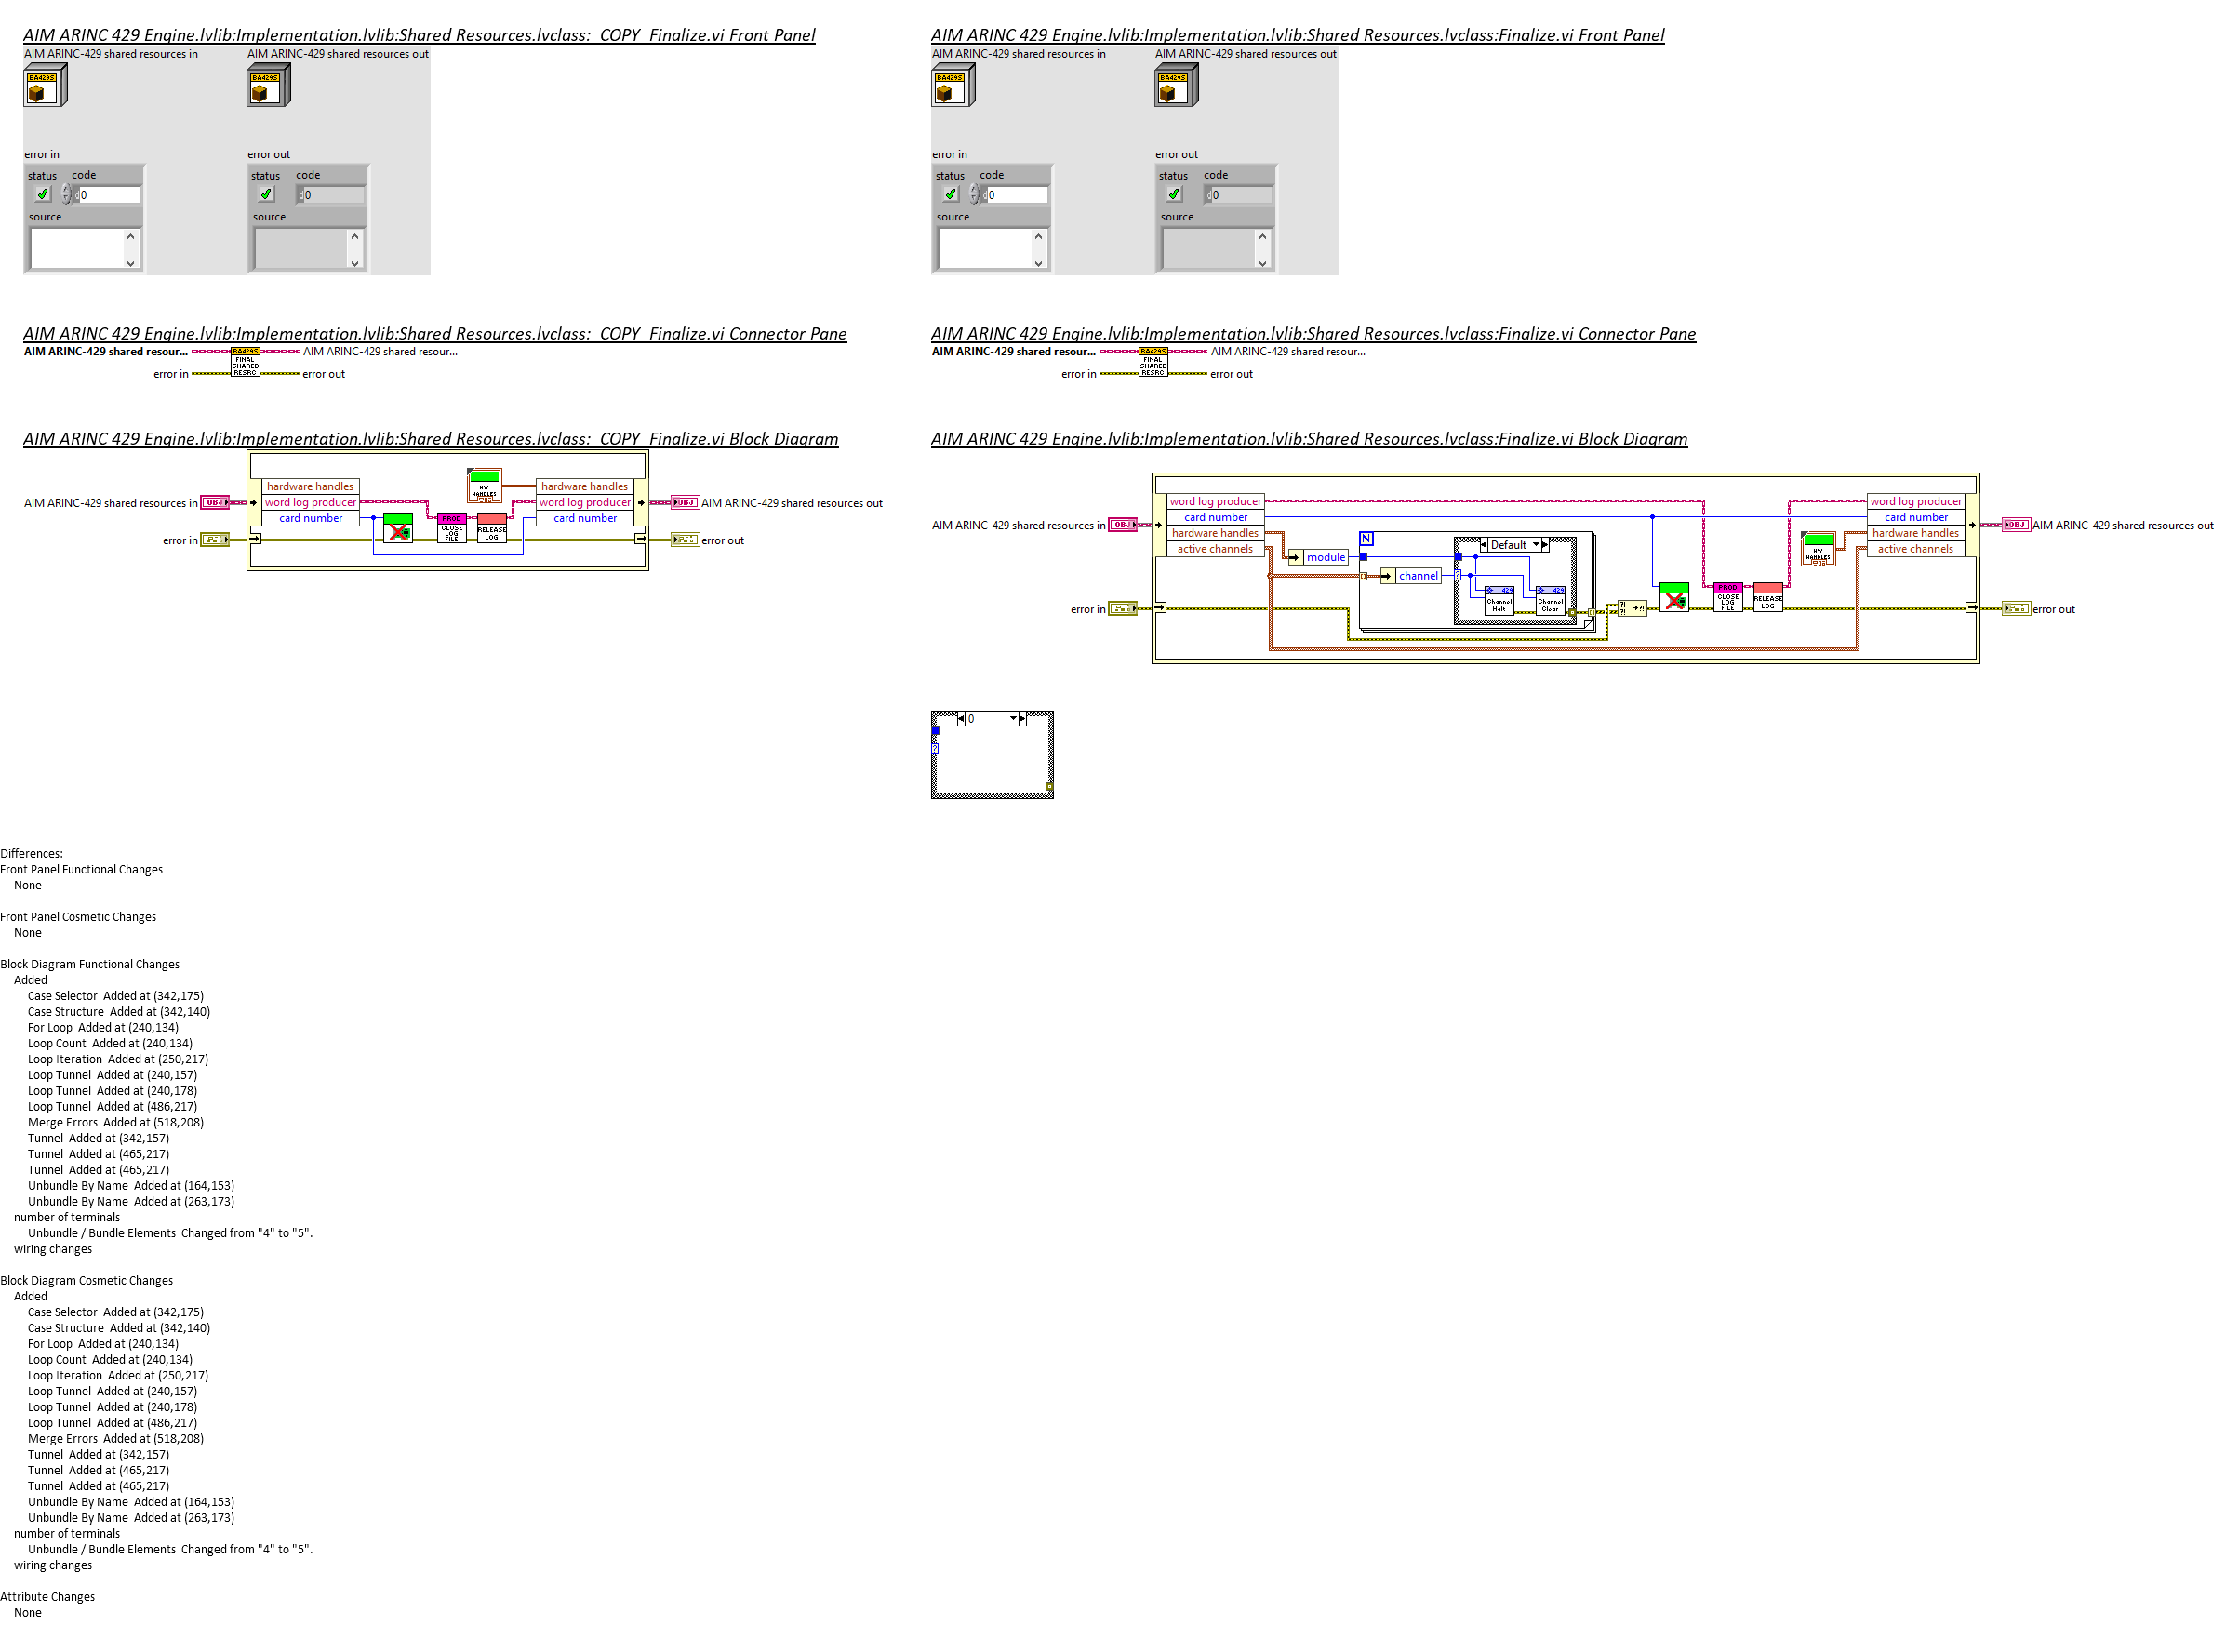 AIM ARINC 429 Engine.lvlib:Implementation.lvlib:Shared Resources.lvclass:  COPY  Finalize.vi Front Panel
AIM ARINC-429 shared resources in
AIM ARINC-429 shared resources out
BA429S
BA429S
error in
error out
status
code
status
code
0
0
source
source
AIM ARINC 429 Engine.lvlib:Implementation.lvlib:Shared Resources.lvclass:Finalize.vi Front Panel
AIM ARINC-429 shared resources in
AIM ARINC-429 shared resources out
BA429S
BA429S
error in
error out
status
code
status
code
0
0
source
source
AIM ARINC 429 Engine.lvlib:Implementation.lvlib:Shared Resources.lvclass:  COPY  Finalize.vi Connector Pane
AIM ARINC-429 shared resour...
BA429S
FINAL
SHARED
RESRC
AIM ARINC-429 shared resour...
error in
error out
AIM ARINC 429 Engine.lvlib:Implementation.lvlib:Shared Resources.lvclass:Finalize.vi Connector Pane
AIM ARINC-429 shared resour...
BA429S
FINAL
SHARED
RESRC
AIM ARINC-429 shared resour...
error in
error out
AIM ARINC 429 Engine.lvlib:Implementation.lvlib:Shared Resources.lvclass:  COPY  Finalize.vi Block Diagram
AIM ARINC-429 shared resources in
OBJ
error in
hardware handles
word log producer
card number
HW
HANDLES
PROD
CLOSE
LOG
FILE
RELEASE
LOG
hardware handles
word log producer
card number
OBJ
AIM ARINC-429 shared resources out
error out
AIM ARINC 429 Engine.lvlib:Implementation.lvlib:Shared Resources.lvclass:Finalize.vi Block Diagram
AIM ARINC-429 shared resources in
OBJ
error in
word log producer
card number
hardware handles
active channels
module
N
channel
Default
?
429
Channel
Halt
429
Channel
Clear
?!
?!
?!
PROD
CLOSE
LOG
FILE
RELEASE
LOG
HW
HANDLES
word log producer
card number
hardware handles
active channels
OBJ
AIM ARINC-429 shared resources out
error out
0
?
Differences:
Front Panel Functional Changes
None
Front Panel Cosmetic Changes
None
Block Diagram Functional Changes
Added
Case Selector  Added at (342,175)
Case Structure  Added at (342,140)
For Loop  Added at (240,134)
Loop Count  Added at (240,134)
Loop Iteration  Added at (250,217)
Loop Tunnel  Added at (240,157)
Loop Tunnel  Added at (240,178)
Loop Tunnel  Added at (486,217)
Merge Errors  Added at (518,208)
Tunnel  Added at (342,157)
Tunnel  Added at (465,217)
Tunnel  Added at (465,217)
Unbundle By Name  Added at (164,153)
Unbundle By Name  Added at (263,173)
number of terminals
Unbundle / Bundle Elements  Changed from "4" to "5".
wiring changes
Block Diagram Cosmetic Changes
Added
Case Selector  Added at (342,175)
Case Structure  Added at (342,140)
For Loop  Added at (240,134)
Loop Count  Added at (240,134)
Loop Iteration  Added at (250,217)
Loop Tunnel  Added at (240,157)
Loop Tunnel  Added at (240,178)
Loop Tunnel  Added at (486,217)
Merge Errors  Added at (518,208)
Tunnel  Added at (342,157)
Tunnel  Added at (465,217)
Tunnel  Added at (465,217)
Unbundle By Name  Added at (164,153)
Unbundle By Name  Added at (263,173)
number of terminals
Unbundle / Bundle Elements  Changed from "4" to "5".
wiring changes
Attribute Changes
None